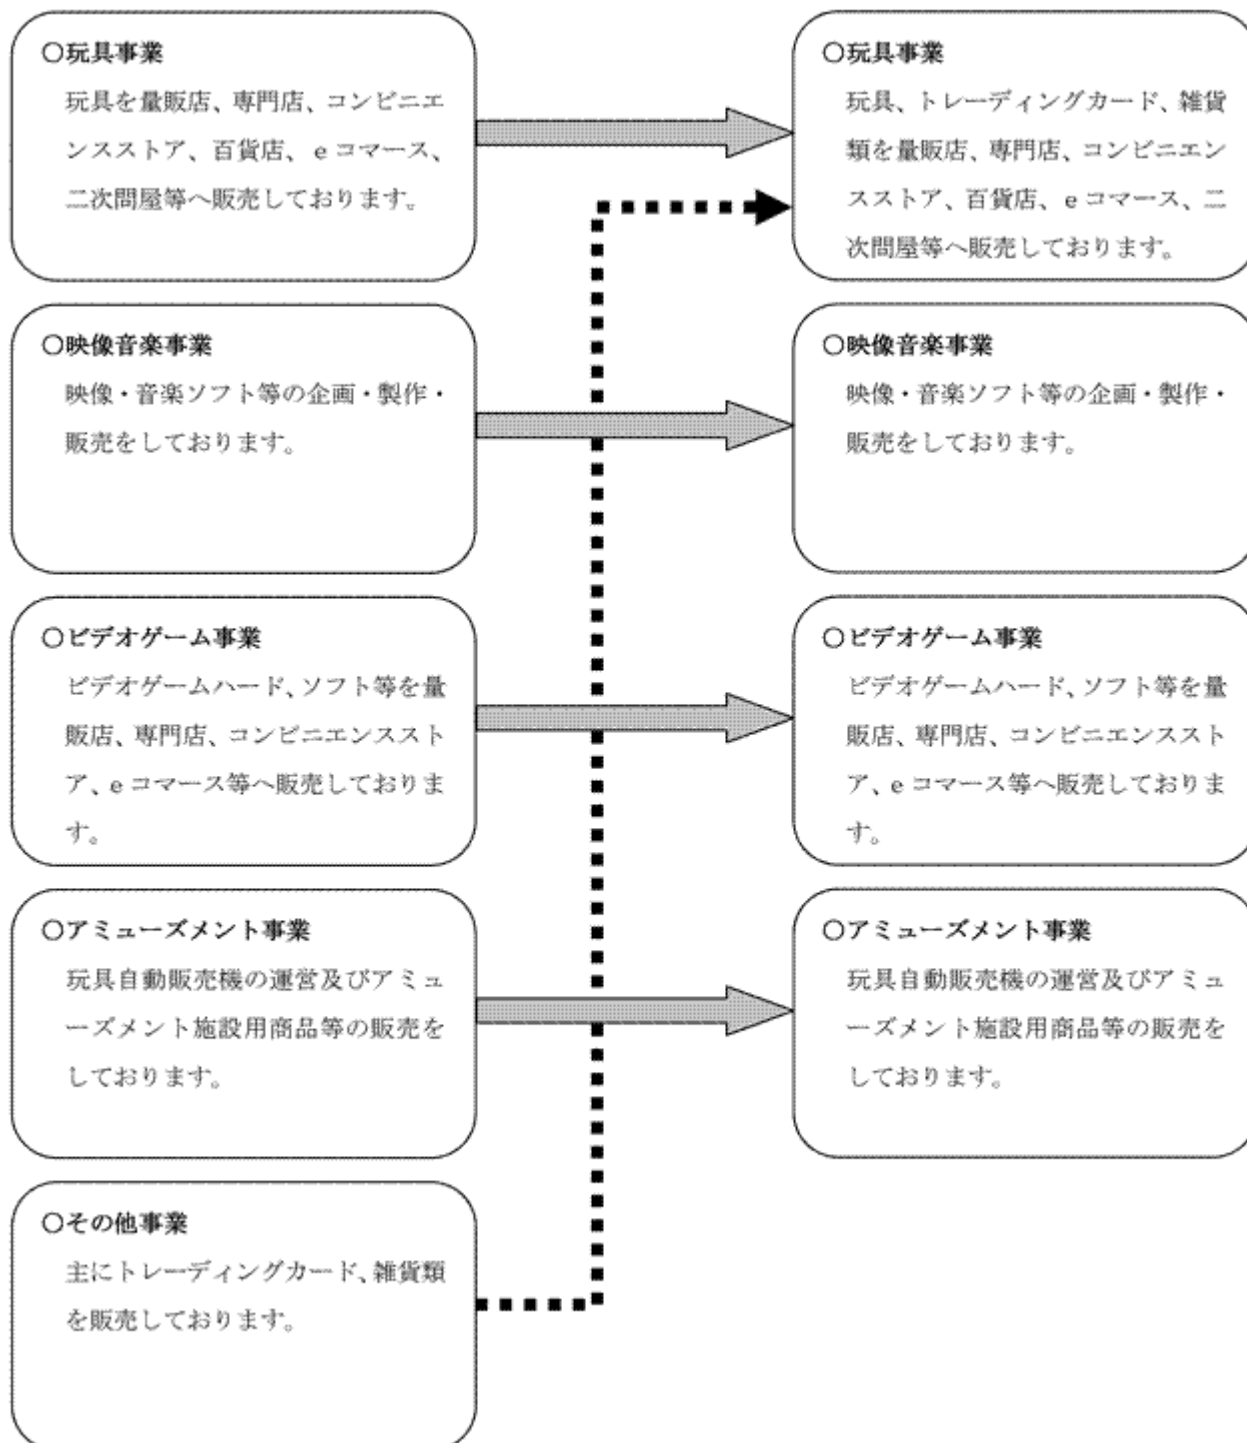 〇玩具事業
玩具を量販店、専門店、コンビニエ
ンスストア、百貨店、eコマース、
二次問屋等へ販売しております。
〇玩具事業
玩具、トレーディングカード、雑貨
類を量販店、専門店、コンビニエン
スストア、百貨店、eコマース、二
次問屋等へ販売しております。
〇映像音楽事業
映像・音楽ソフト等の企画・製作・
販売をしております。
〇映像音楽事業
映像・音楽ソフト等の企画・製作・
販売をしております。
〇ビデオゲーム事業
ビデオゲームハード、ソフト等を量
販店、専門店、コンビニエンススト
ア、eコマース等へ販売しておりま
す。
〇ビデオゲーム事業
ビデオゲームハード、ソフト等を量
販店、専門店、コンビニエンススト
ア、eコマース等へ販売しておりま
す。
〇アミューズメント事業
玩具自動販売機の運営及びアミュ
ーズメント施設用商品等の販売を
しております。
〇アミューズメント事業
玩具自動販売機の運営及びアミュ
ーズメント施設用商品等の販売を
しております。
〇その他事業
主にトレーディングカード、雑貨類
を販売しております。